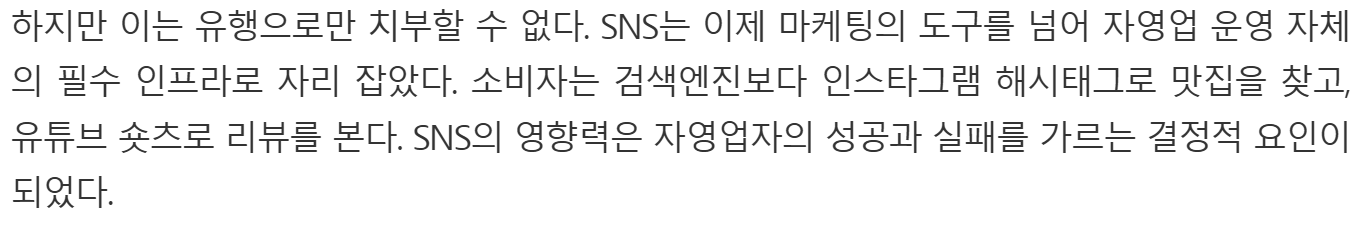 하지만 이는 유행으로만 치부할 수 없다. SNS는 이제 마케팅의 도구를 넘어 자영업 운영 자체
의 필수 인프라로 자리 잡았다. 소비자는 검색엔진보다 인스타그램 해시태그로 맛집을 찾고,
유튜브 숏츠로 리뷰를 본다. SNS의 영향력은 자영업자의 성공과 실패를 가르는 결정적 요인이
되었다.